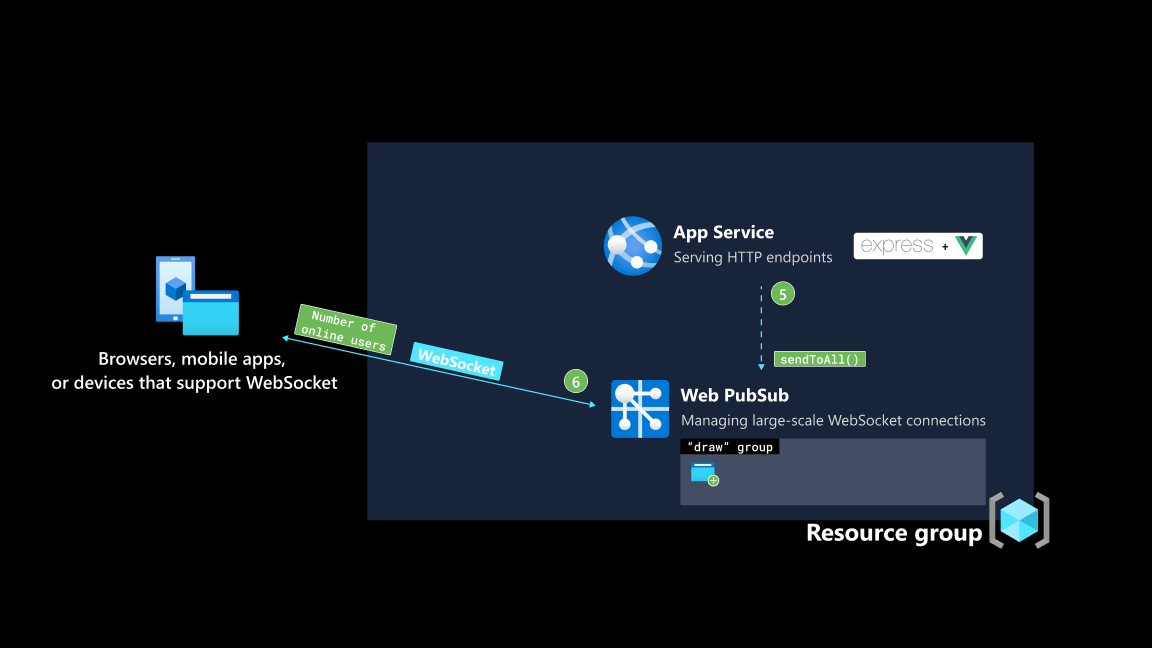 App Service
Serving HTTP endpoints
express +
5
Number of
online users
WebSocket
sendToAll()
Browsers, mobile apps,
or devices that support WebSocket
6
Web PubSub
Managing large-scale WebSocket connections
“draw” group
Resource group